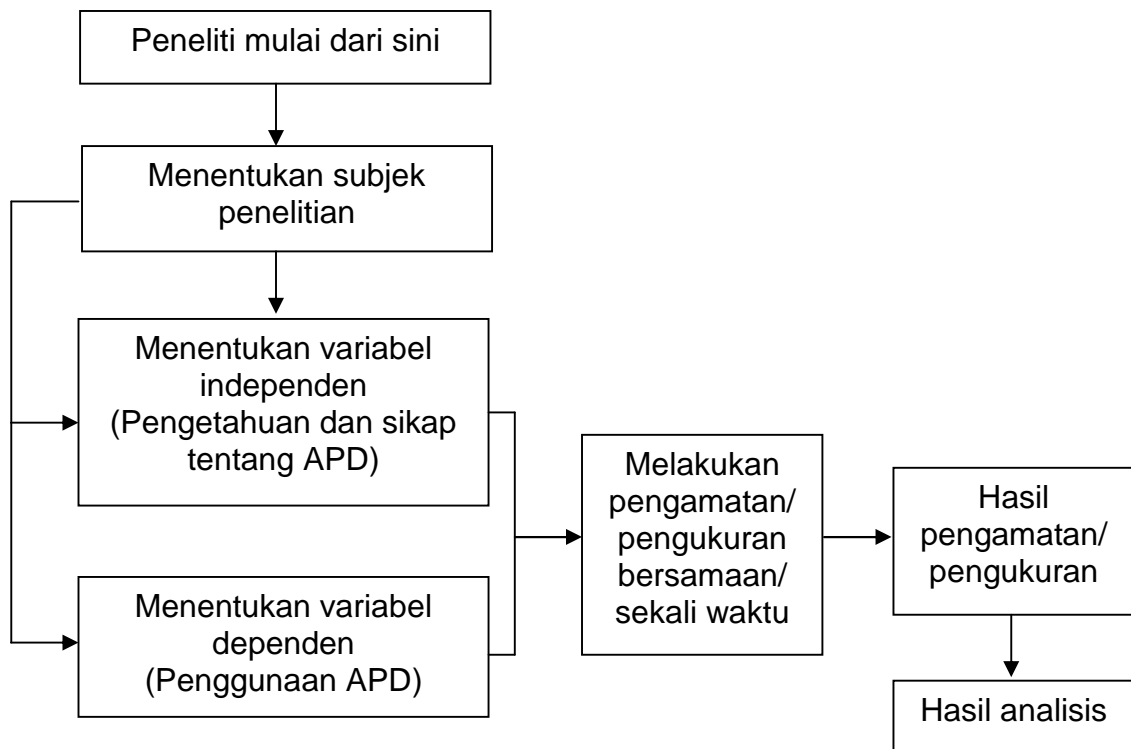 Peneliti mulai dari sini
Menentukan subjek
penelitian
Menentukan variabel
independen
(Pengetahuan dan sikap
tentang APD)
Menentukan variabel
dependen
(Penggunaan APD)
Melakukan
pengamatan/
pengukuran
bersamaan/
sekali waktu
Hasil
pengamatan/
pengukuran
Hasil analisis